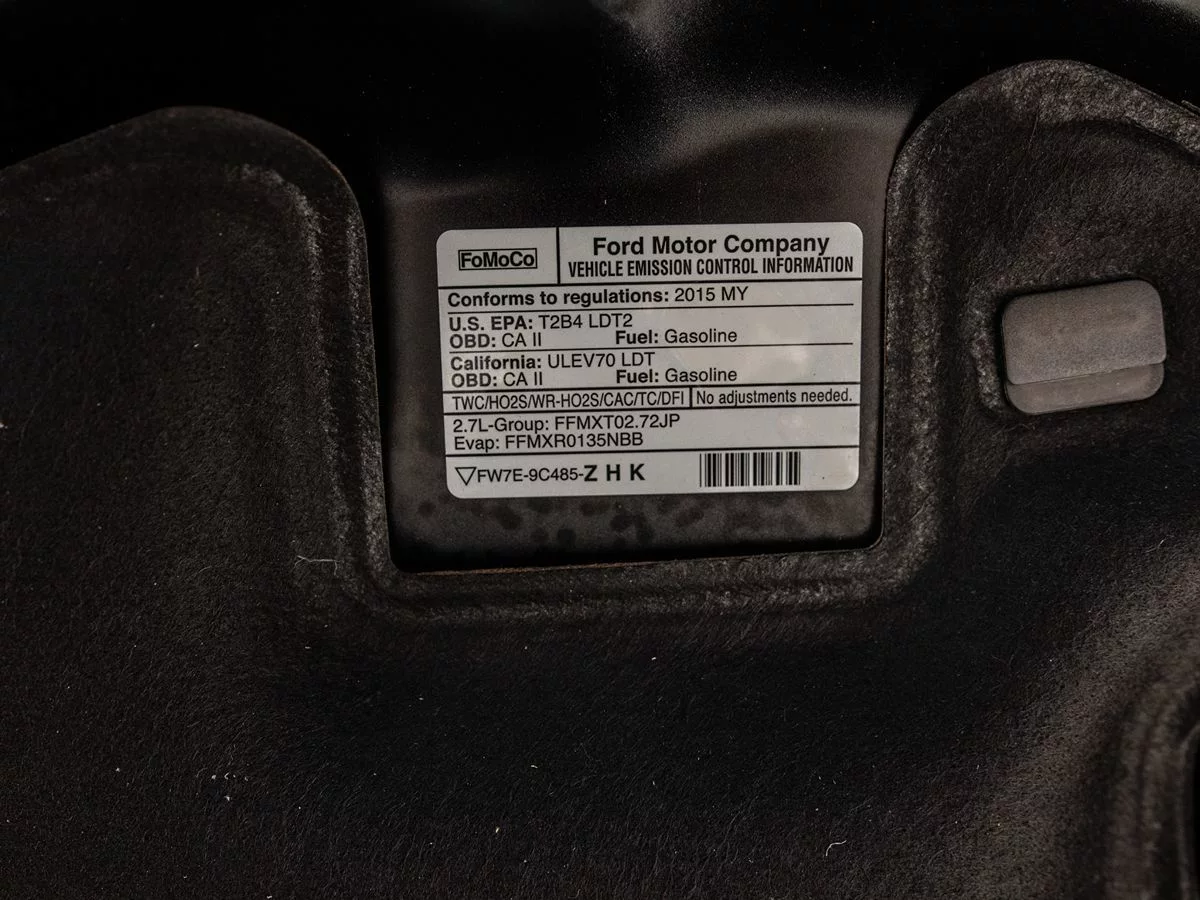 FoMoCo
Ford Motor Company
VEHICLE EMISSION CONTROL INFORMATION
Conforms to regulations: 2015 MY
U.S. EPA: T2B4 LDT2
OBD: CA II Fuel: Gasoline
California: ULEV70 LDT
OBD: CA II Fuel: Gasoline
TWC/HO2S/WR-HO2S/CAC/TC/DFI No adjustments needed.
2.7L-Group: FFMXT02.72JP
Evap: FFMXR0135NBB
FW7E-9C485-Z H K